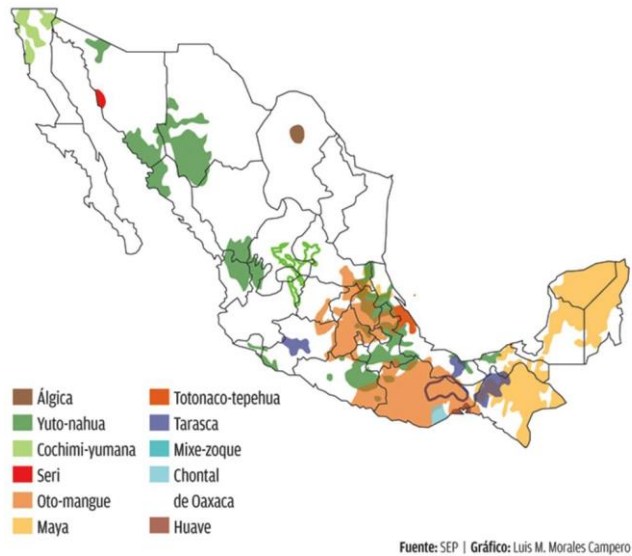 Álgica
Yuto-nahua
Cochimi-yumana
Seri
Oto-mangue
Maya
Totonaco-tepehua
Tarasca
Mixe-zoque
Chontal
de Oaxaca
Huave
Fuente: SEP | Gráfico: Luis M. Morales Campero